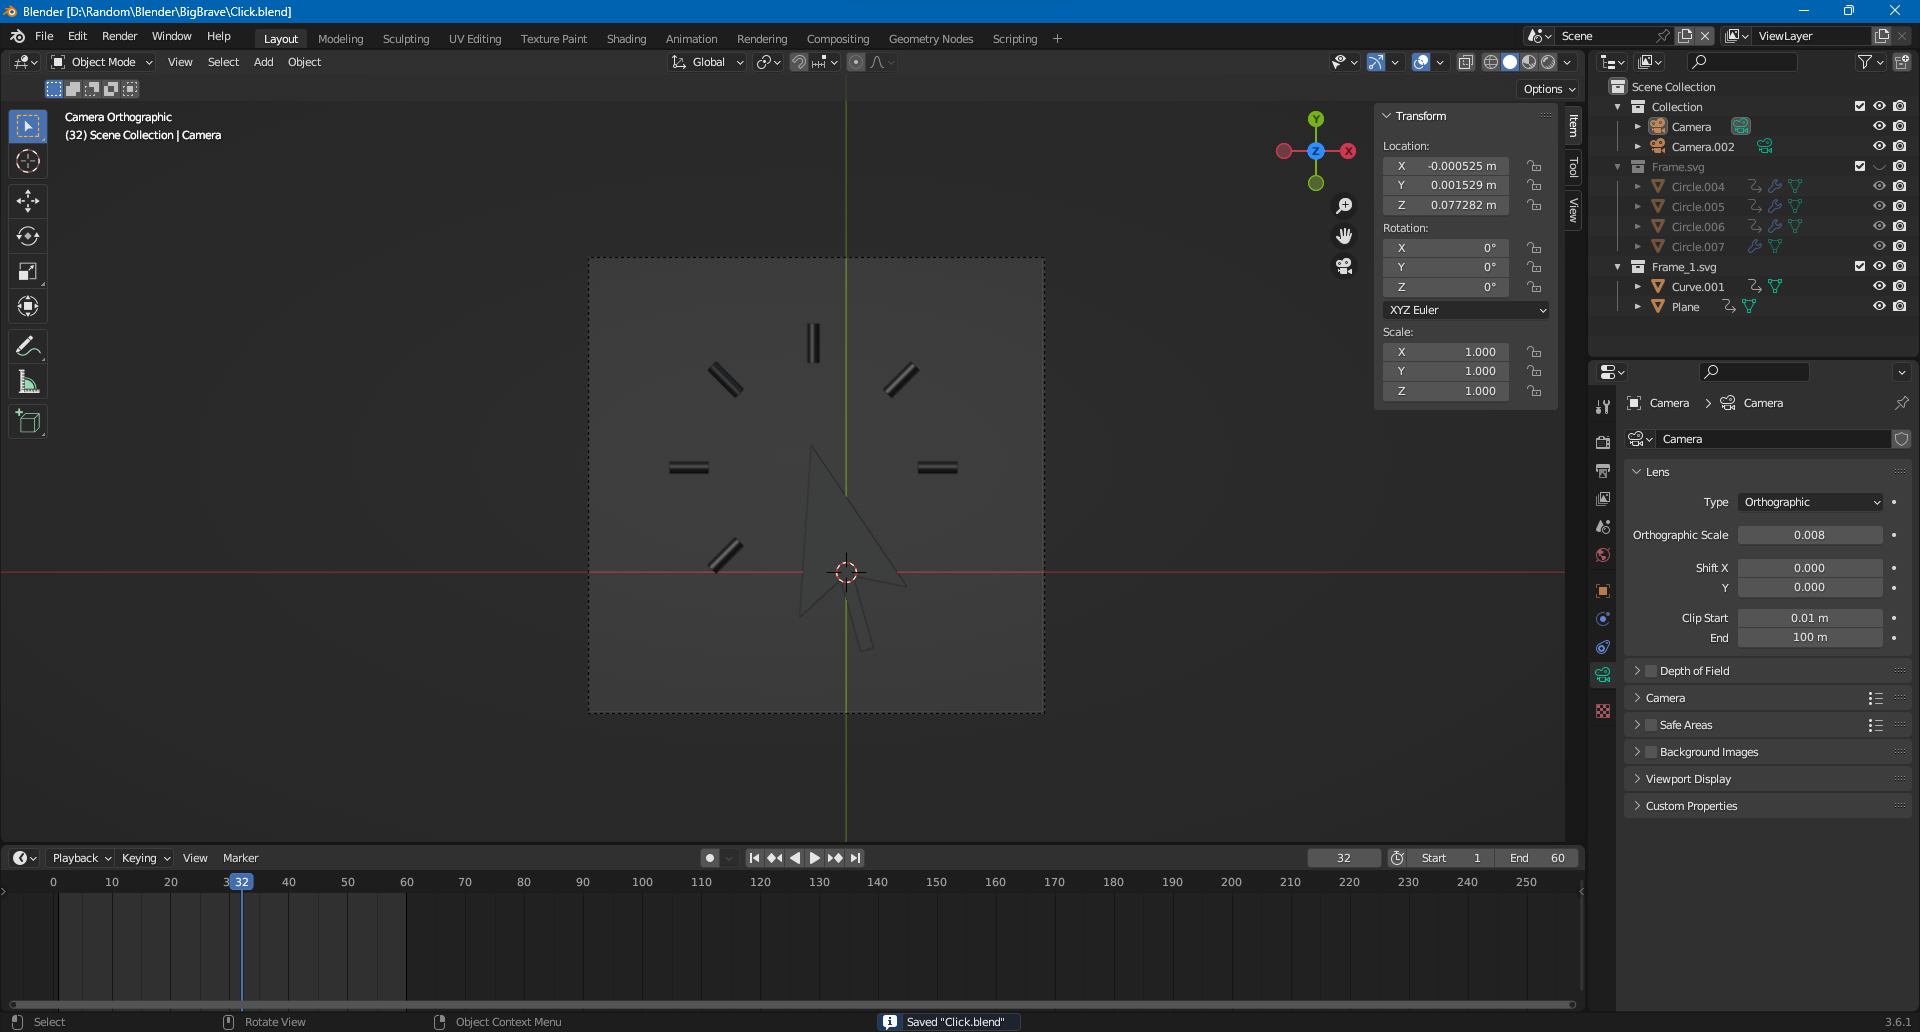 Blender [D:\Random\Blender\BigBrave\Click.blend]
File Edit Render Window Help
Layout Modeling Sculpting UV Editing Texture Paint Shading Animation Rendering Compositing Geometry Nodes Scripting +
Scene
ViewLayer
Object Mode View Select Add Object
Global
Options
Camera Orthographic
(32) Scene Collection | Camera
Y
X
Z
Transform
Location:
X -0.000525 m
Y 0.001529 m
Z 0.077282 m
Rotation:
X 0°
Y 0°
Z 0°
XYZ Euler
Scale:
X 1.000
Y 1.000
Z 1.000
Item
Tool
View
Scene Collection
Collection
Camera
Camera.002
Frame.svg
Circle.004
Circle.005
Circle.006
Circle.007
Frame_1.svg
Curve.001
Plane
Camera > Camera
Camera
Lens
Type Orthographic
Orthographic Scale 0.008
Shift X 0.000
Y 0.000
Clip Start 0.01 m
End 100 m
Depth of Field
Camera
Safe Areas
Background Images
Viewport Display
Custom Properties
Playback Keying View Marker
32 Start 1 End 60
0 10 20 3 32 40 50 60 70 80 90 100 110 120 130 140 150 160 170 180 190 200 210 220 230 240 250
Select Rotate View Object Context Menu Saved "Click.blend" 3.6.1